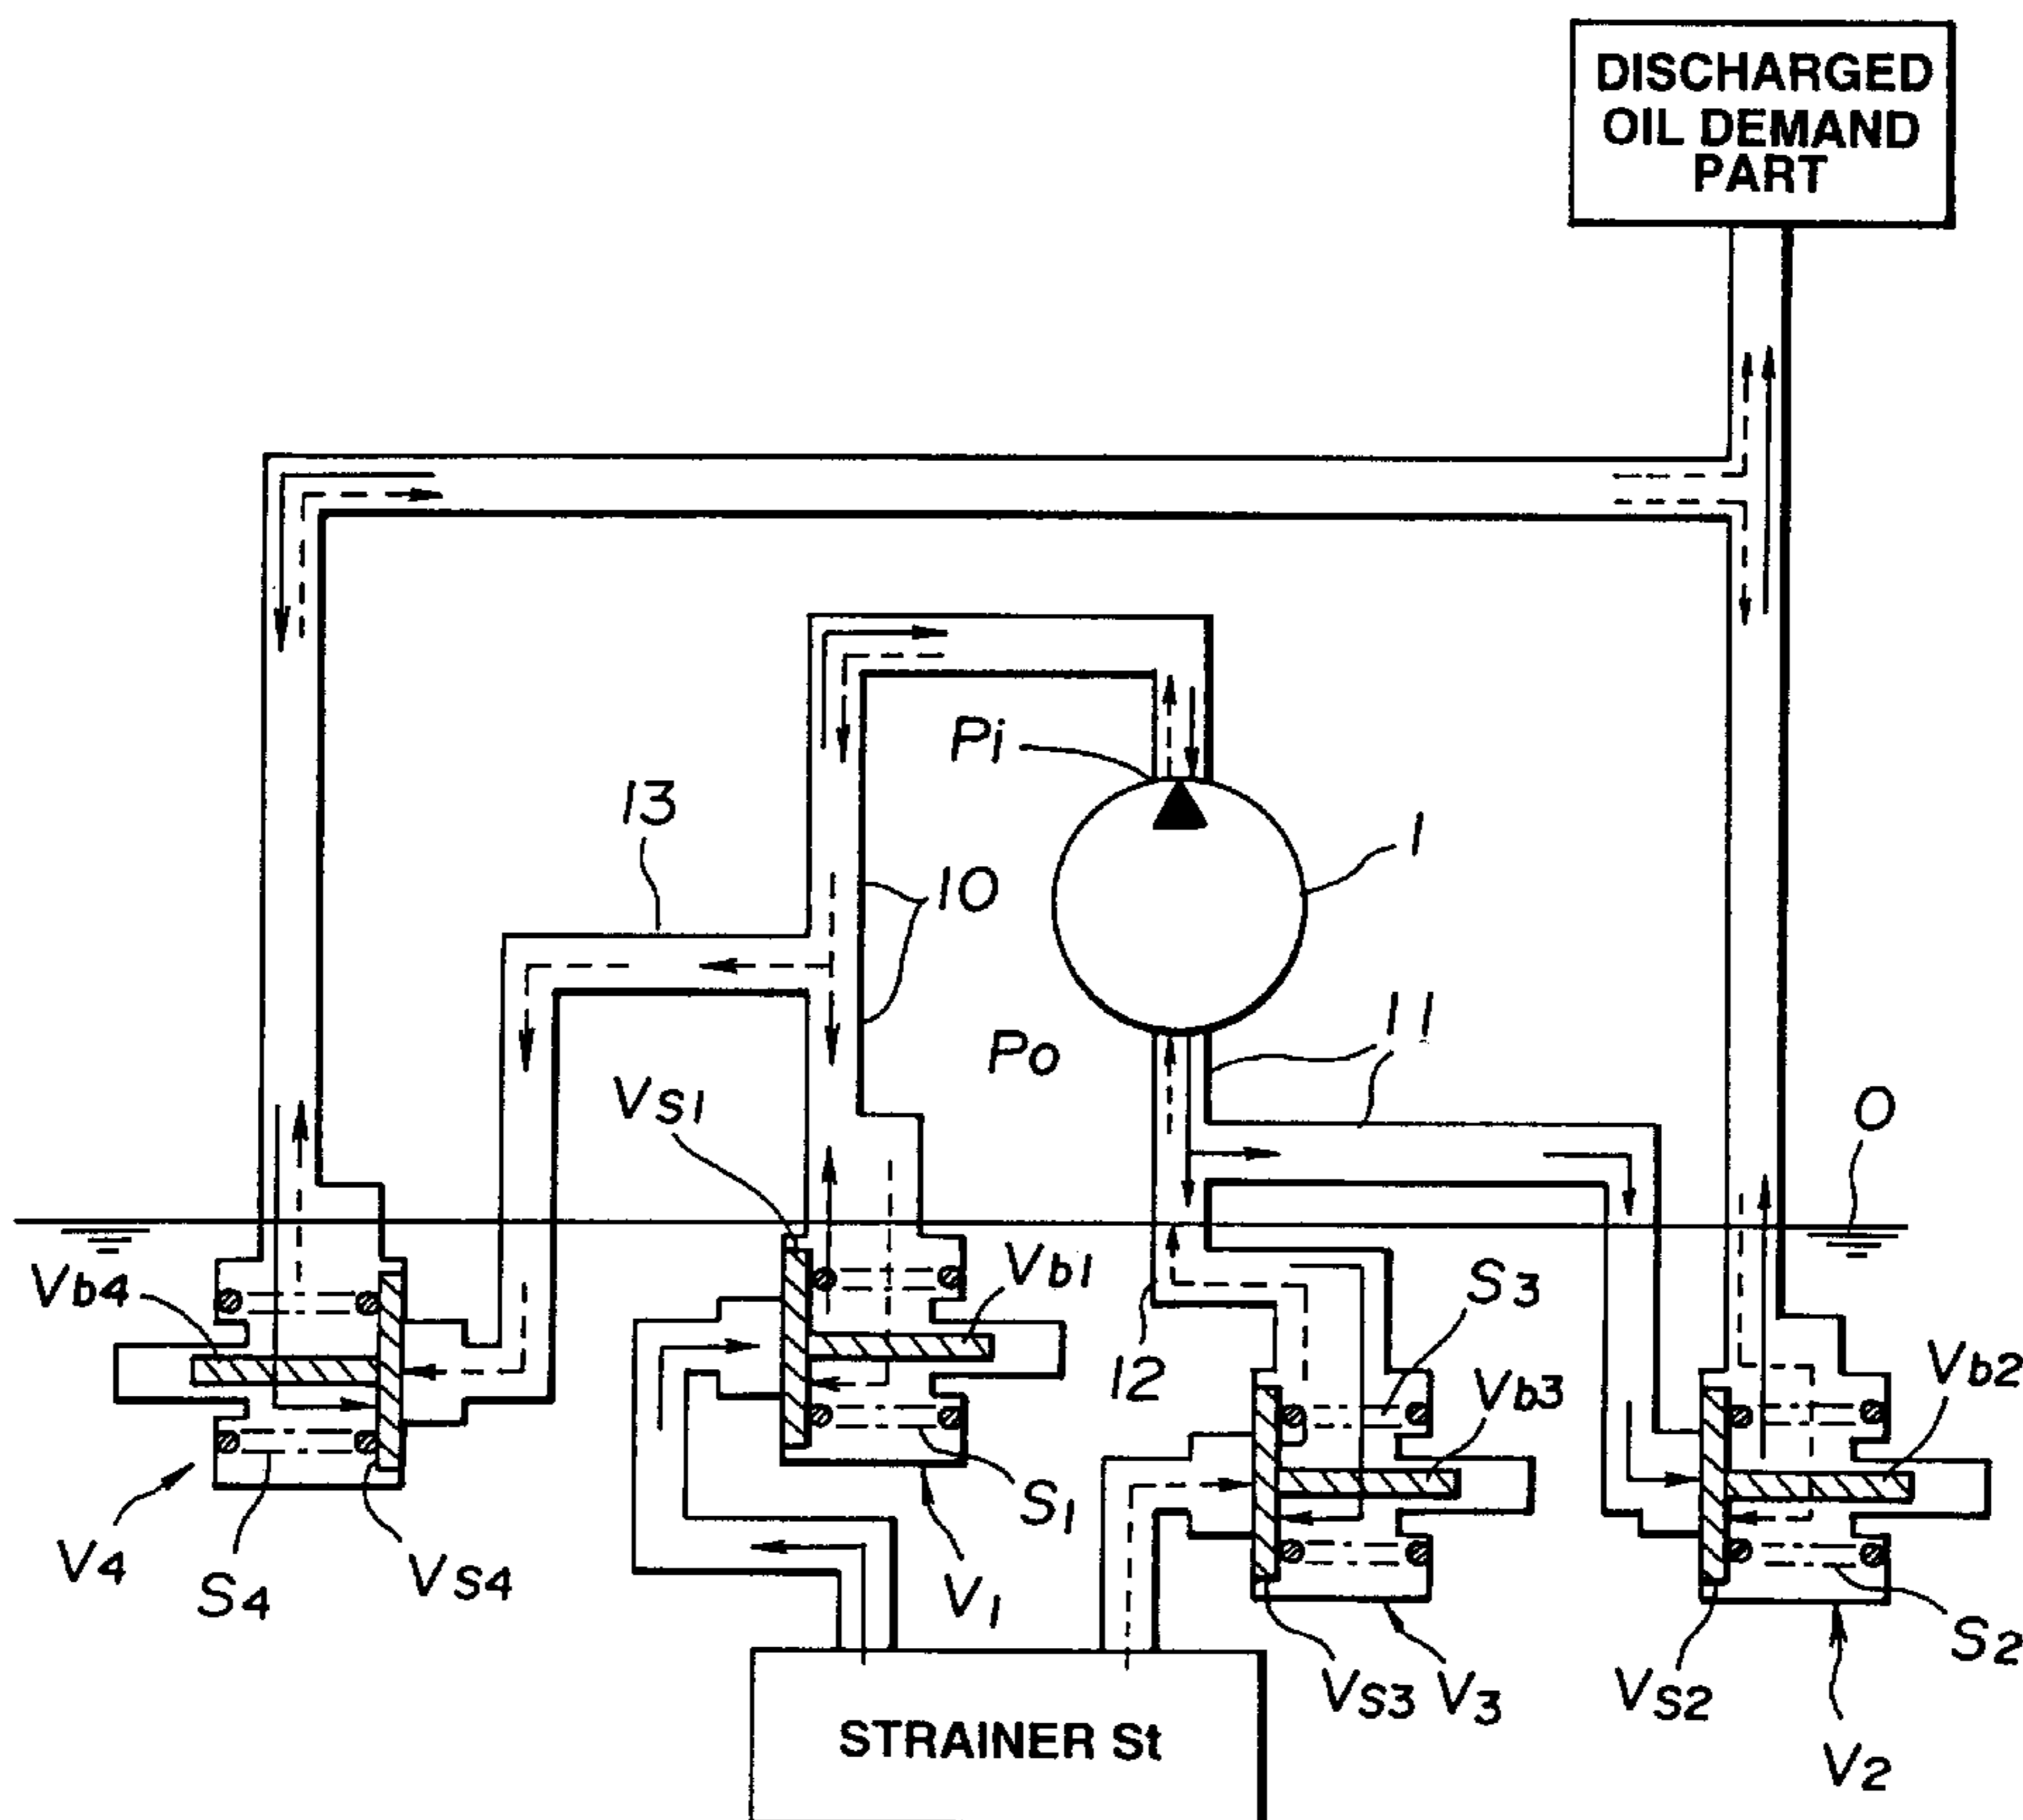 DISCHARGED
OIL DEMAND
PART
Pi
13
1
10
Po
11
Vs1
O
Vb4
Vb1
S3
12
Vb3
Vb2
V4
S4
Vs4
S1
V1
Vs3
V3
Vs2
S2
V2
STRAINER St